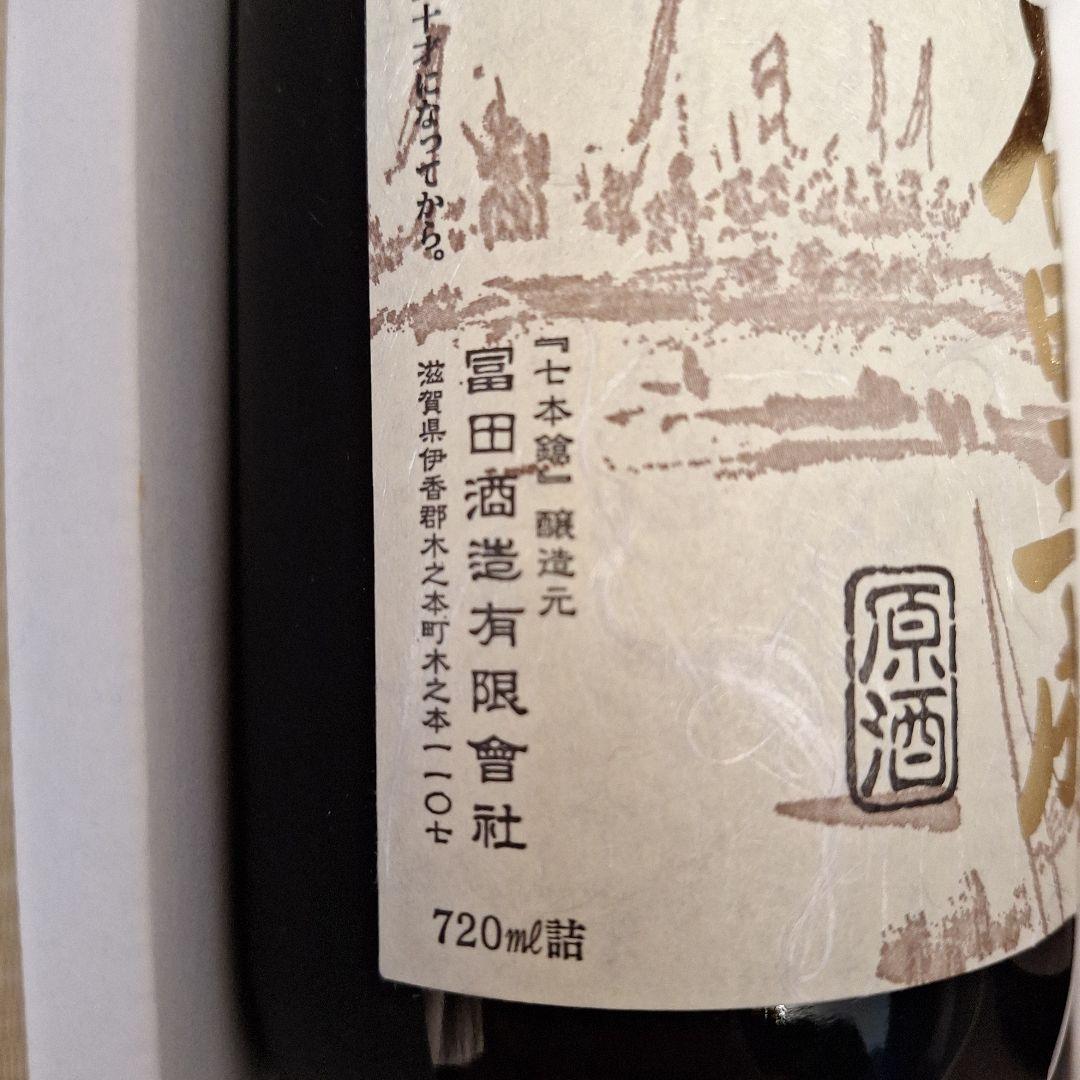 原酒
『七本鎗』醸造元
冨田酒造有限會社
滋賀県伊香郡木之本町木之本一一〇七
十才になってから。
720ml詰